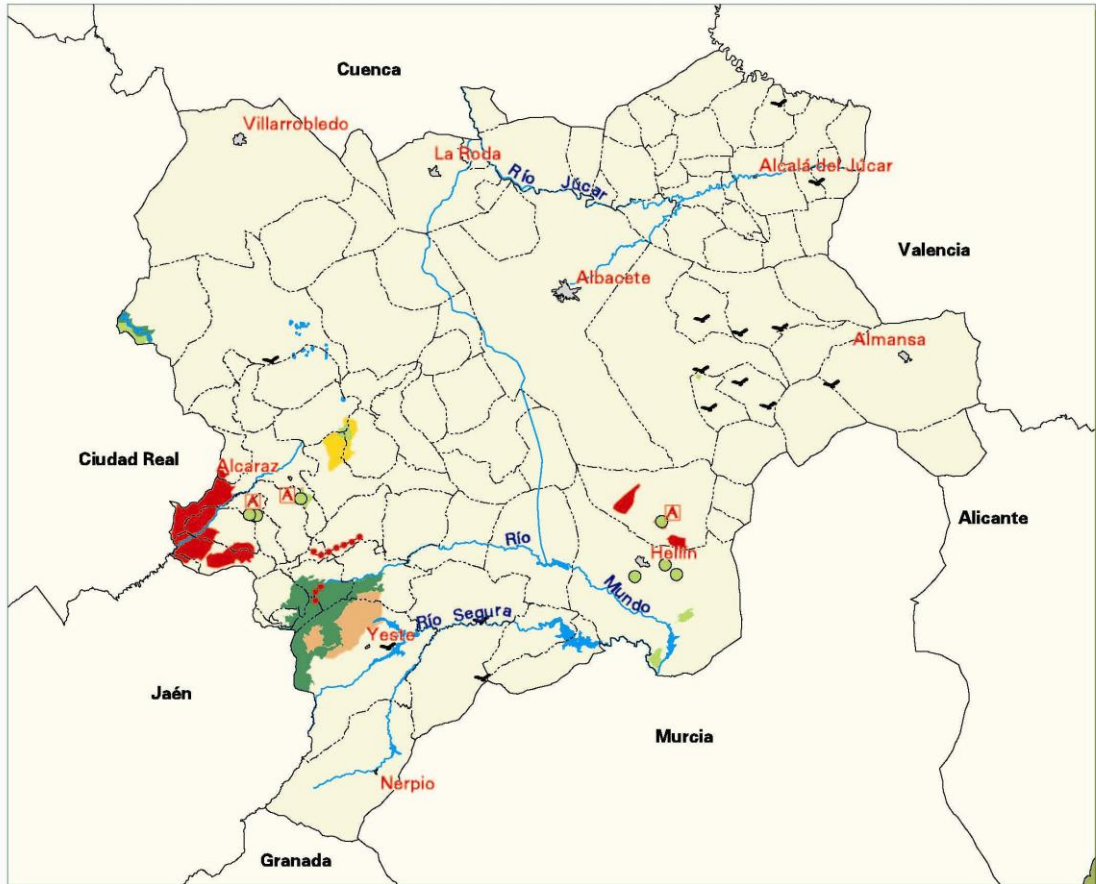 Cuenca
Villarrobledo
La Roda
Alcalá del Júcar
Río Júcar
Valencia
Albacete
Almansa
Ciudad Real
Alcaraz
A
A
A
Alicante
Hellín
Río Mundo
Río Segura
Yeste
Jaén
Murcia
Nerpio
Granada